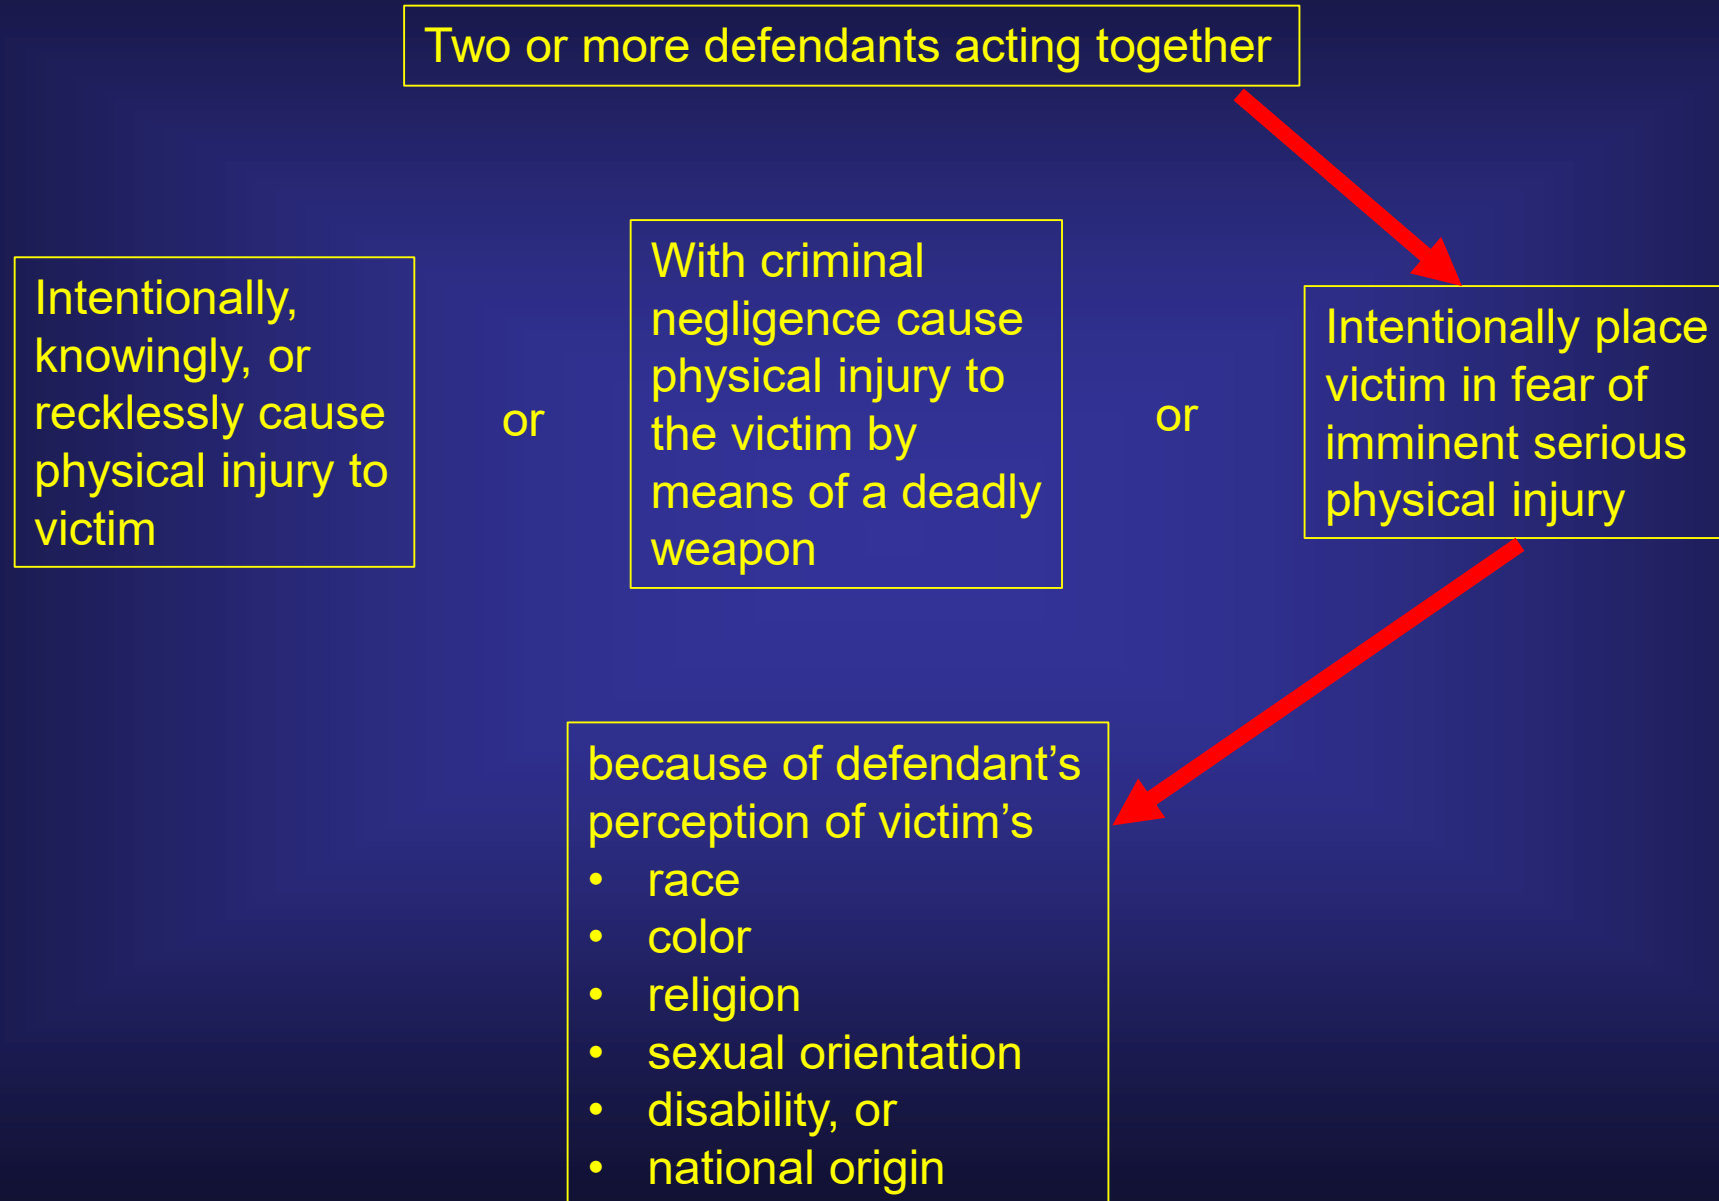 Two or more defendants acting together
Intentionally,
knowingly, or
recklessly cause
physical injury to
victim
or
With criminal
negligence cause
physical injury to
the victim by
means of a deadly
weapon
or
Intentionally place
victim in fear of
imminent serious
physical injury
because of defendant’s
perception of victim’s
• race
• color
• religion
• sexual orientation
• disability, or
• national origin